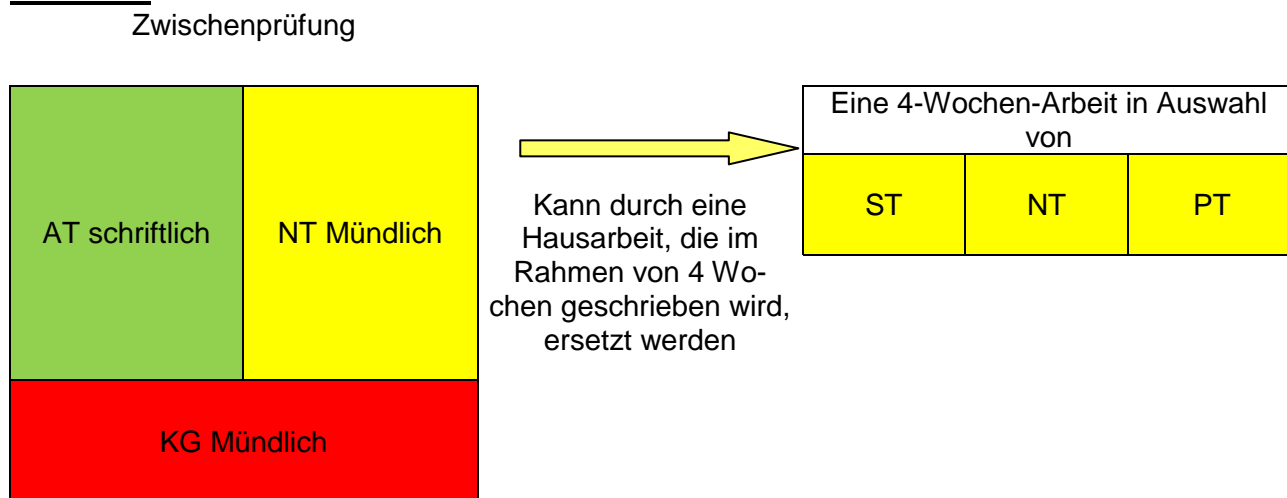 Zwischenprüfung
AT schriftlich
NT Mündlich
KG Mündlich
Kann durch eine
Hausarbeit, die im
Rahmen von 4 Wo-
chen geschrieben wird,
ersetzt werden
Eine 4-Wochen-Arbeit in Auswahl
von
ST
NT
PT